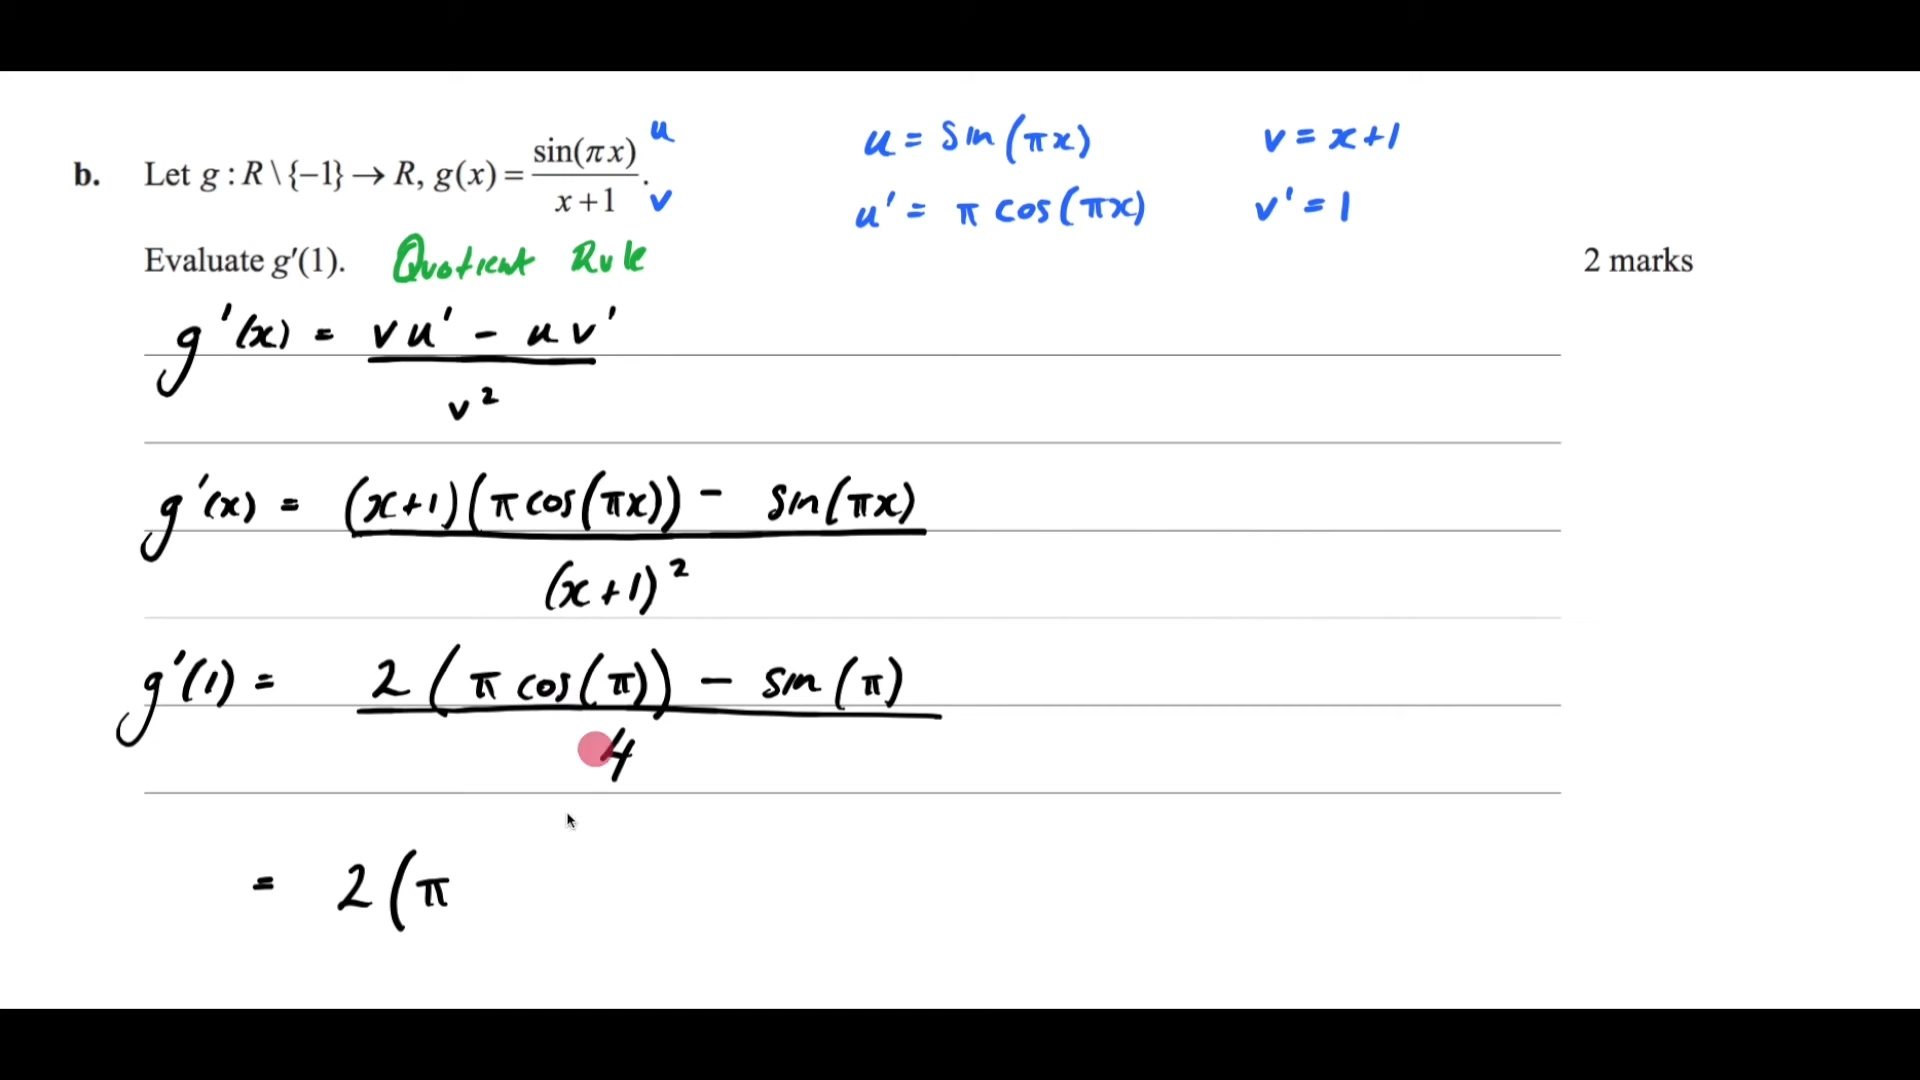 b. Let g : R \ {−1} → R, g(x) = sin(πx) / x + 1 . u v
u = sin(πx) v = x+1
u' = π cos(πx) v' = 1
Evaluate g′(1). Quotient Rule 2 marks
g'(x) = vu' - uv'
v²
g'(x) = (x+1)(π cos(πx)) - sin(πx)
(x+1)²
g'(1) = 2(π cos(π)) - sin(π)
4
= 2(π